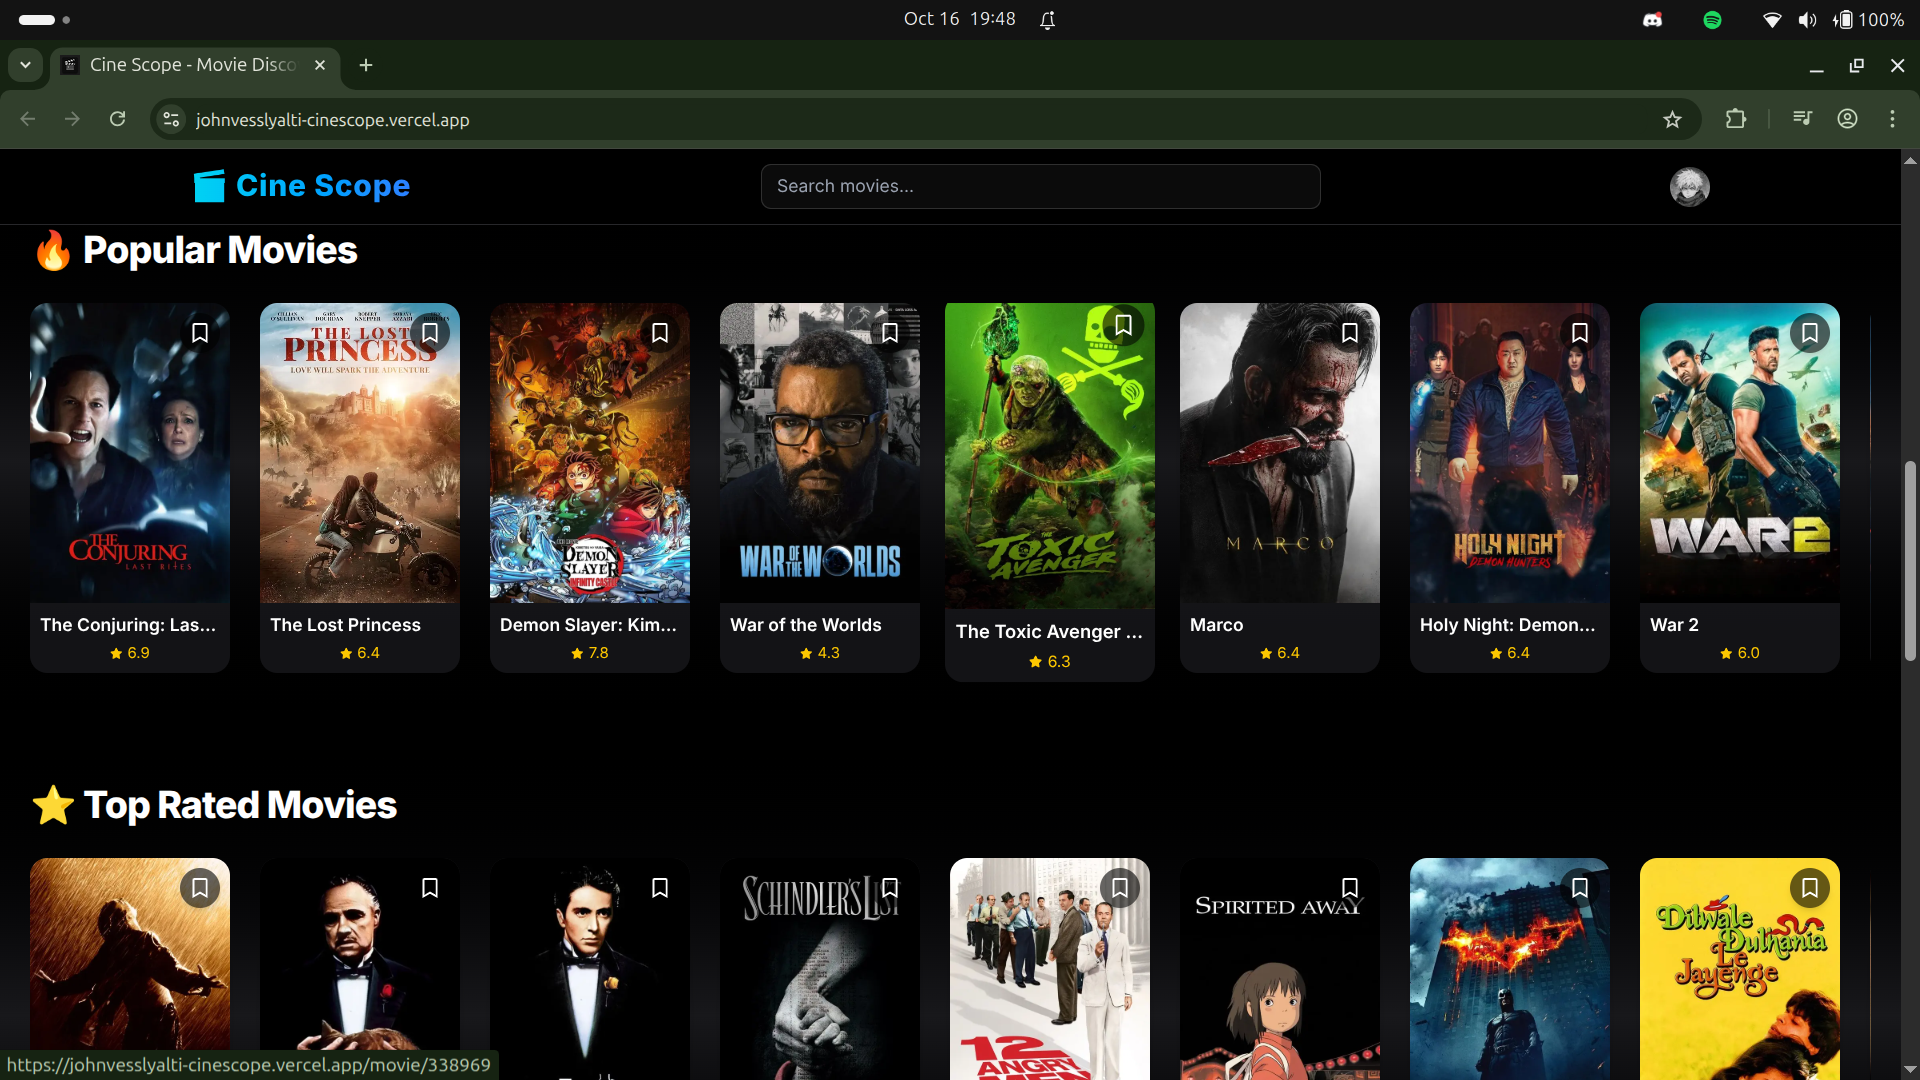 Oct 16 19:48
100%
Cine Scope - Movie Disco
johnvesslyalti-cinescope.vercel.app
Cine Scope
Search movies...
🔥 Popular Movies
THE LOST
PRINCESS
LOVE WILL SPARK THE ADVENTURE
THE
CONJURING
LAST RITES
DEMON
SLAYER
INFINITY CASTLE
WAR OF THE WORLDS
THE
TOXIC
AVENGER
MARCO
HOLY NIGHT
DEMON HUNTERS
WAR 2
The Conjuring: Las...
The Lost Princess
Demon Slayer: Kim...
War of the Worlds
The Toxic Avenger ...
Marco
Holy Night: Demon...
War 2
6.9
6.4
7.8
4.3
6.3
6.4
6.4
6.0
⭐ Top Rated Movies
SCHINDLER'S LIST
SPIRITED AWAY
Dilwale
Dulhania
Le
Jayenge
12
ANGRY
MEN
https://johnvesslyalti-cinescope.vercel.app/movie/338969